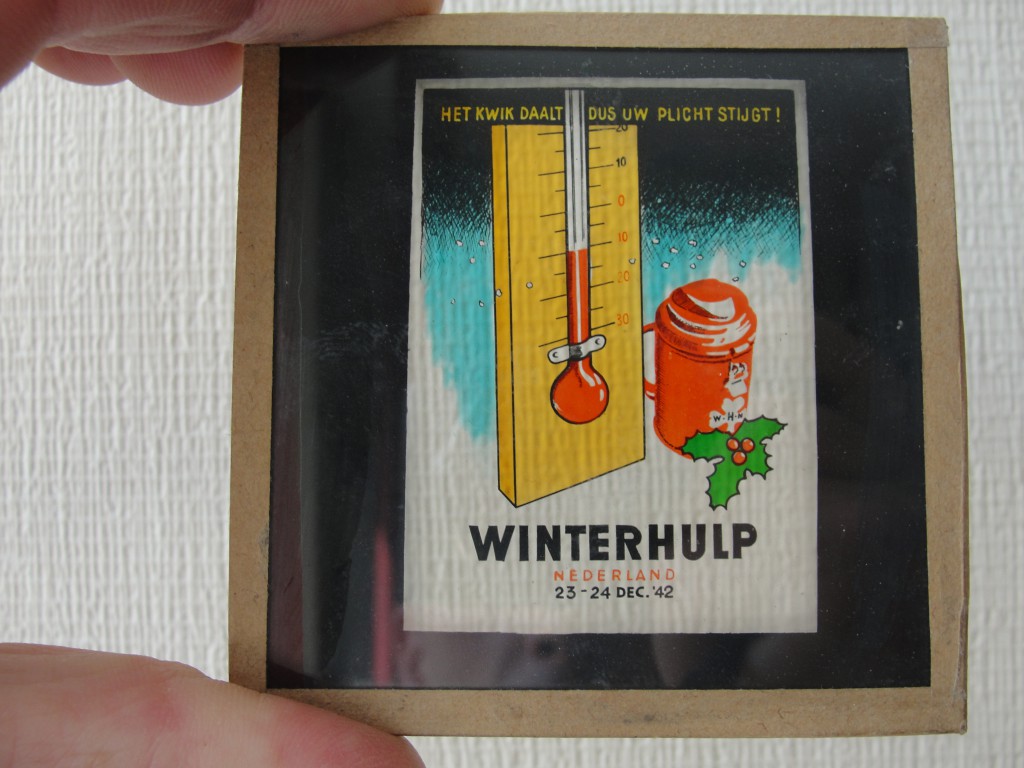 HET KWIK DAALT DUS UW PLICHT STIJGT!
20
10
0
10
20
30
W·H·N
WINTERHULP
NEDERLAND
23-24 DEC. '42